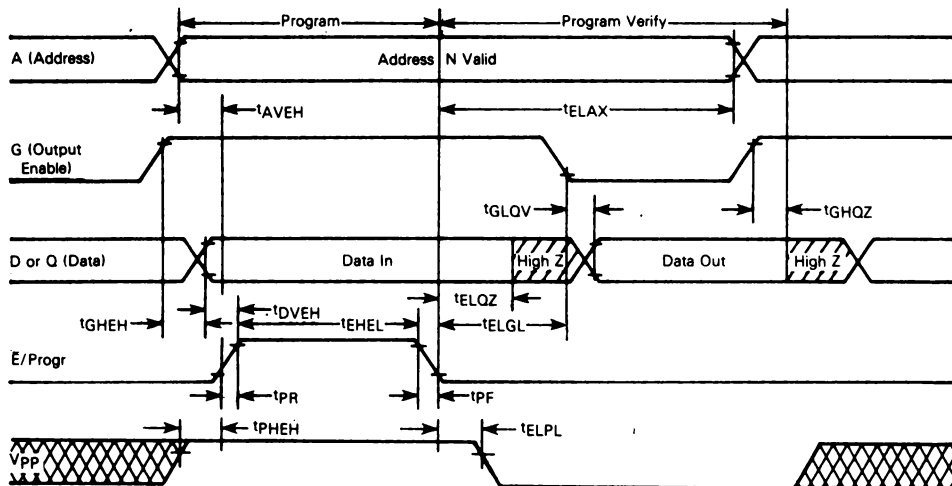 Program
Program Verify
A (Address)
Address N Valid
tAVEH
tELAX
G (Output
Enable)
tGLQV
tGHQZ
D or Q (Data)
Data In
High Z
Data Out
High Z
tGHEH
tDVEH
tEHEL
tELQZ
tELGL
E/Progr
tPR
tPF
tPHEH
tELPL
VPP